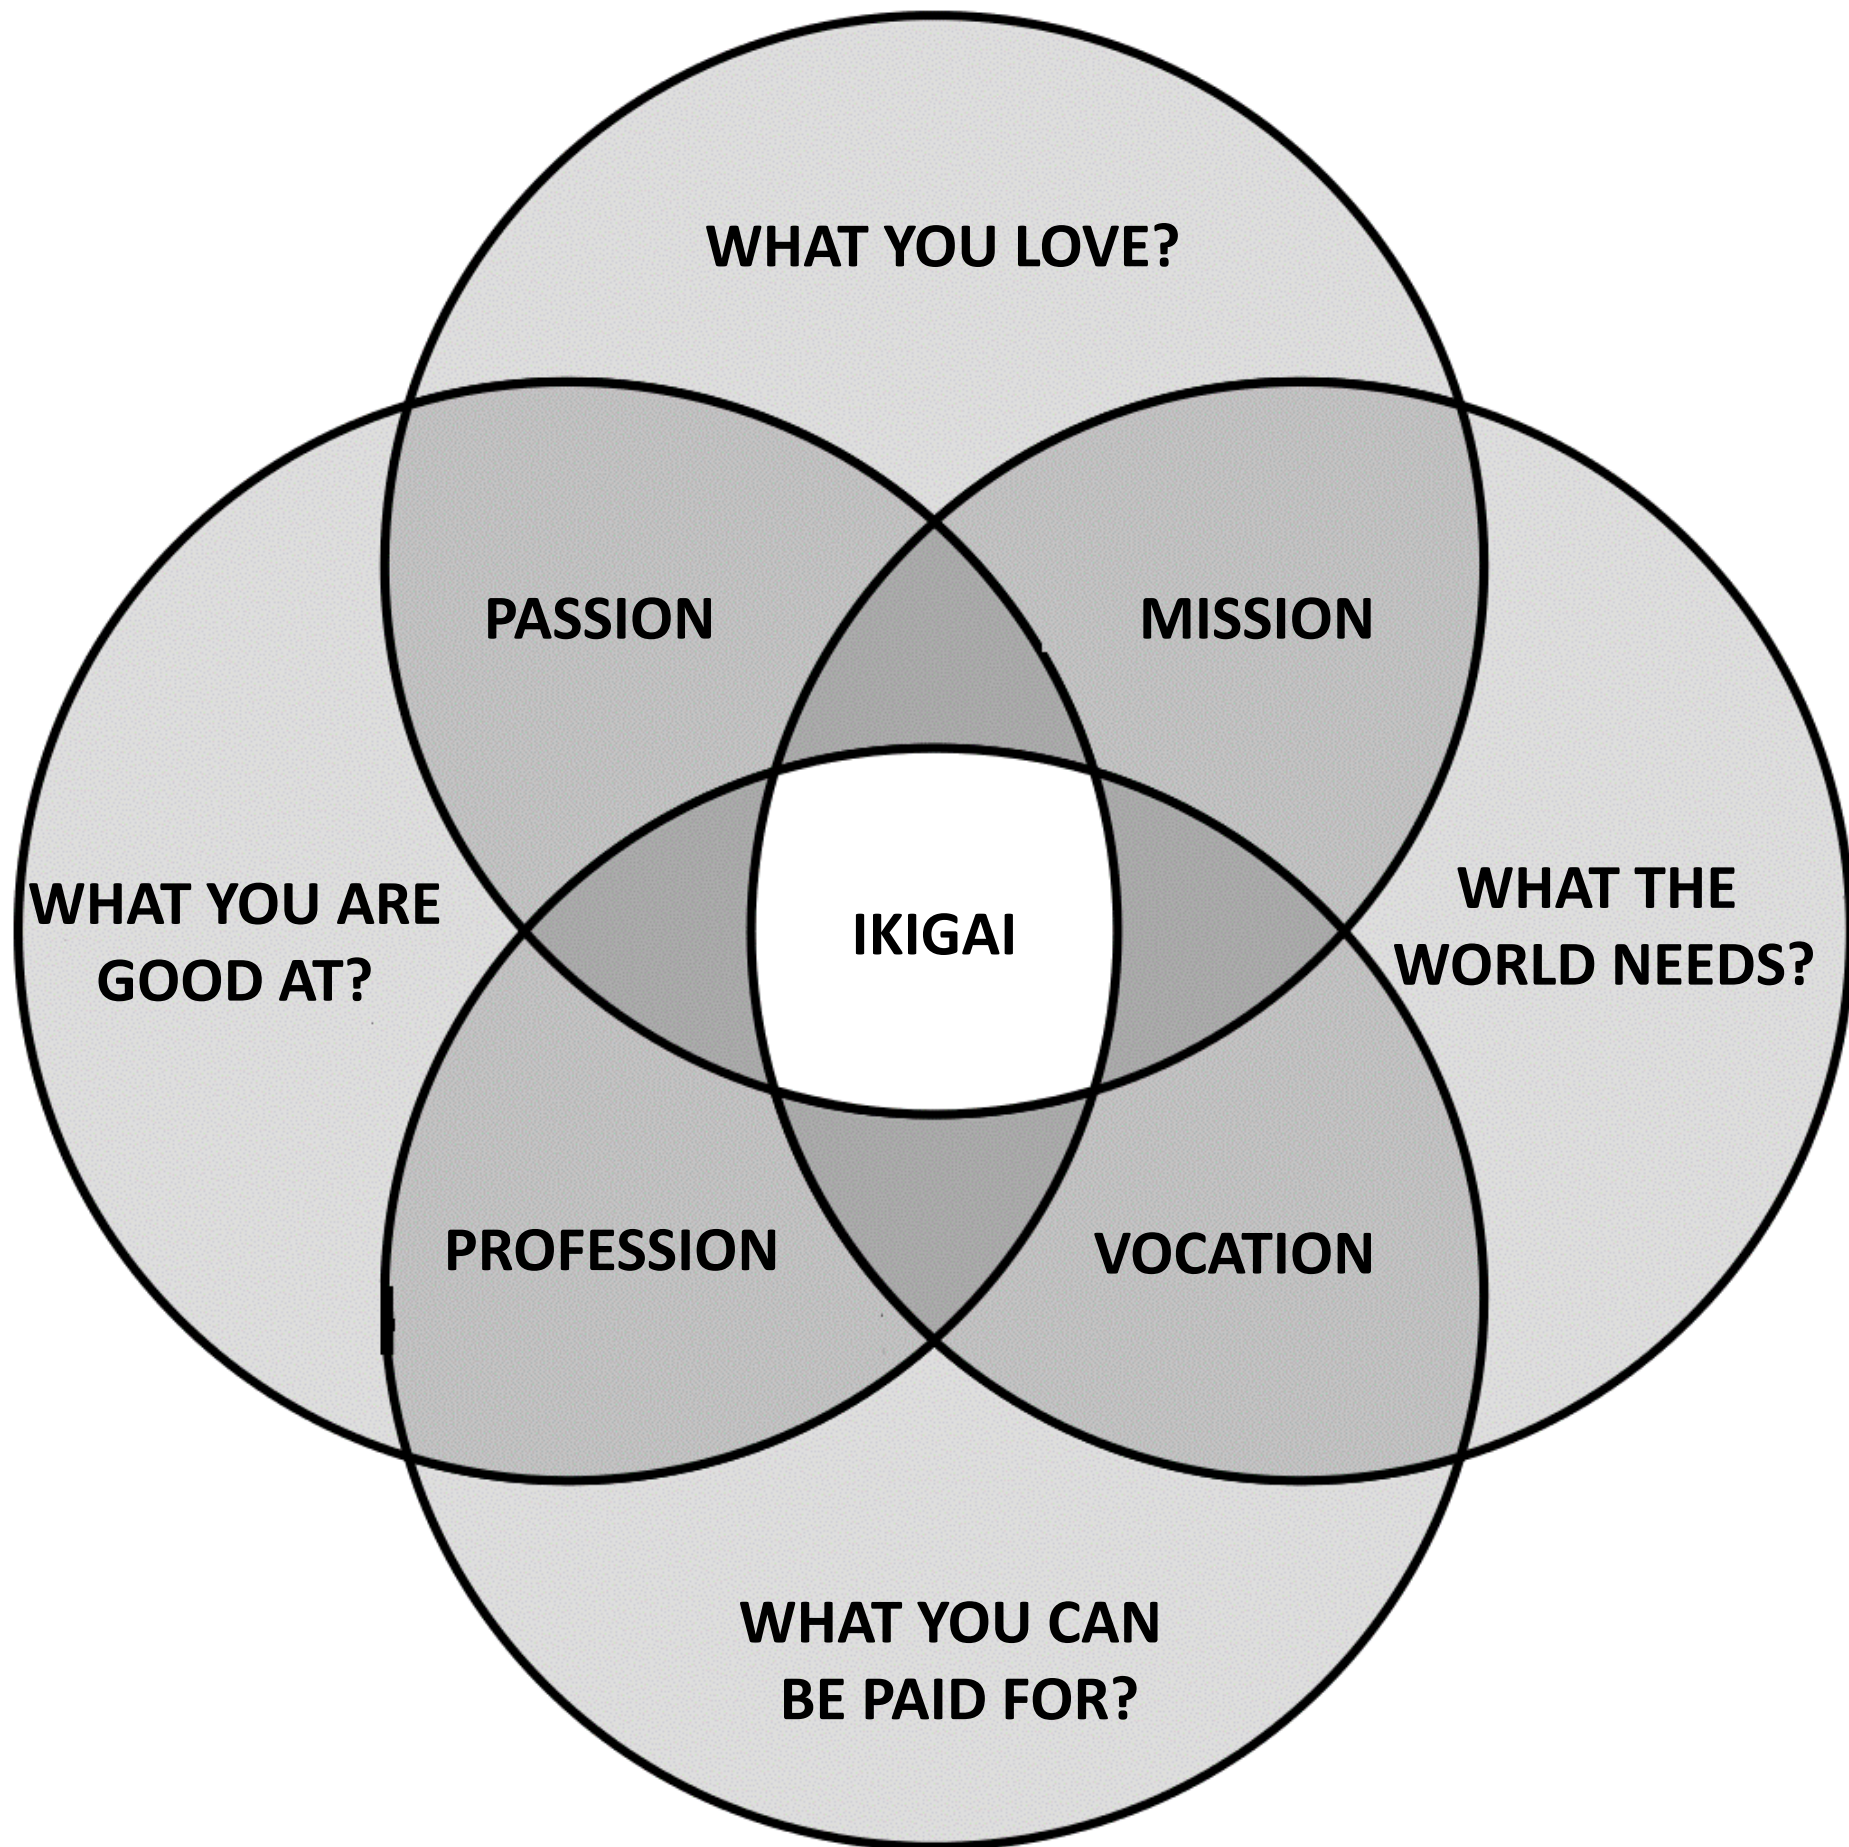 WHAT YOU LOVE?
PASSION
MISSION
WHAT YOU ARE
GOOD AT?
IKIGAI
WHAT THE
WORLD NEEDS?
PROFESSION
VOCATION
WHAT YOU CAN
BE PAID FOR?